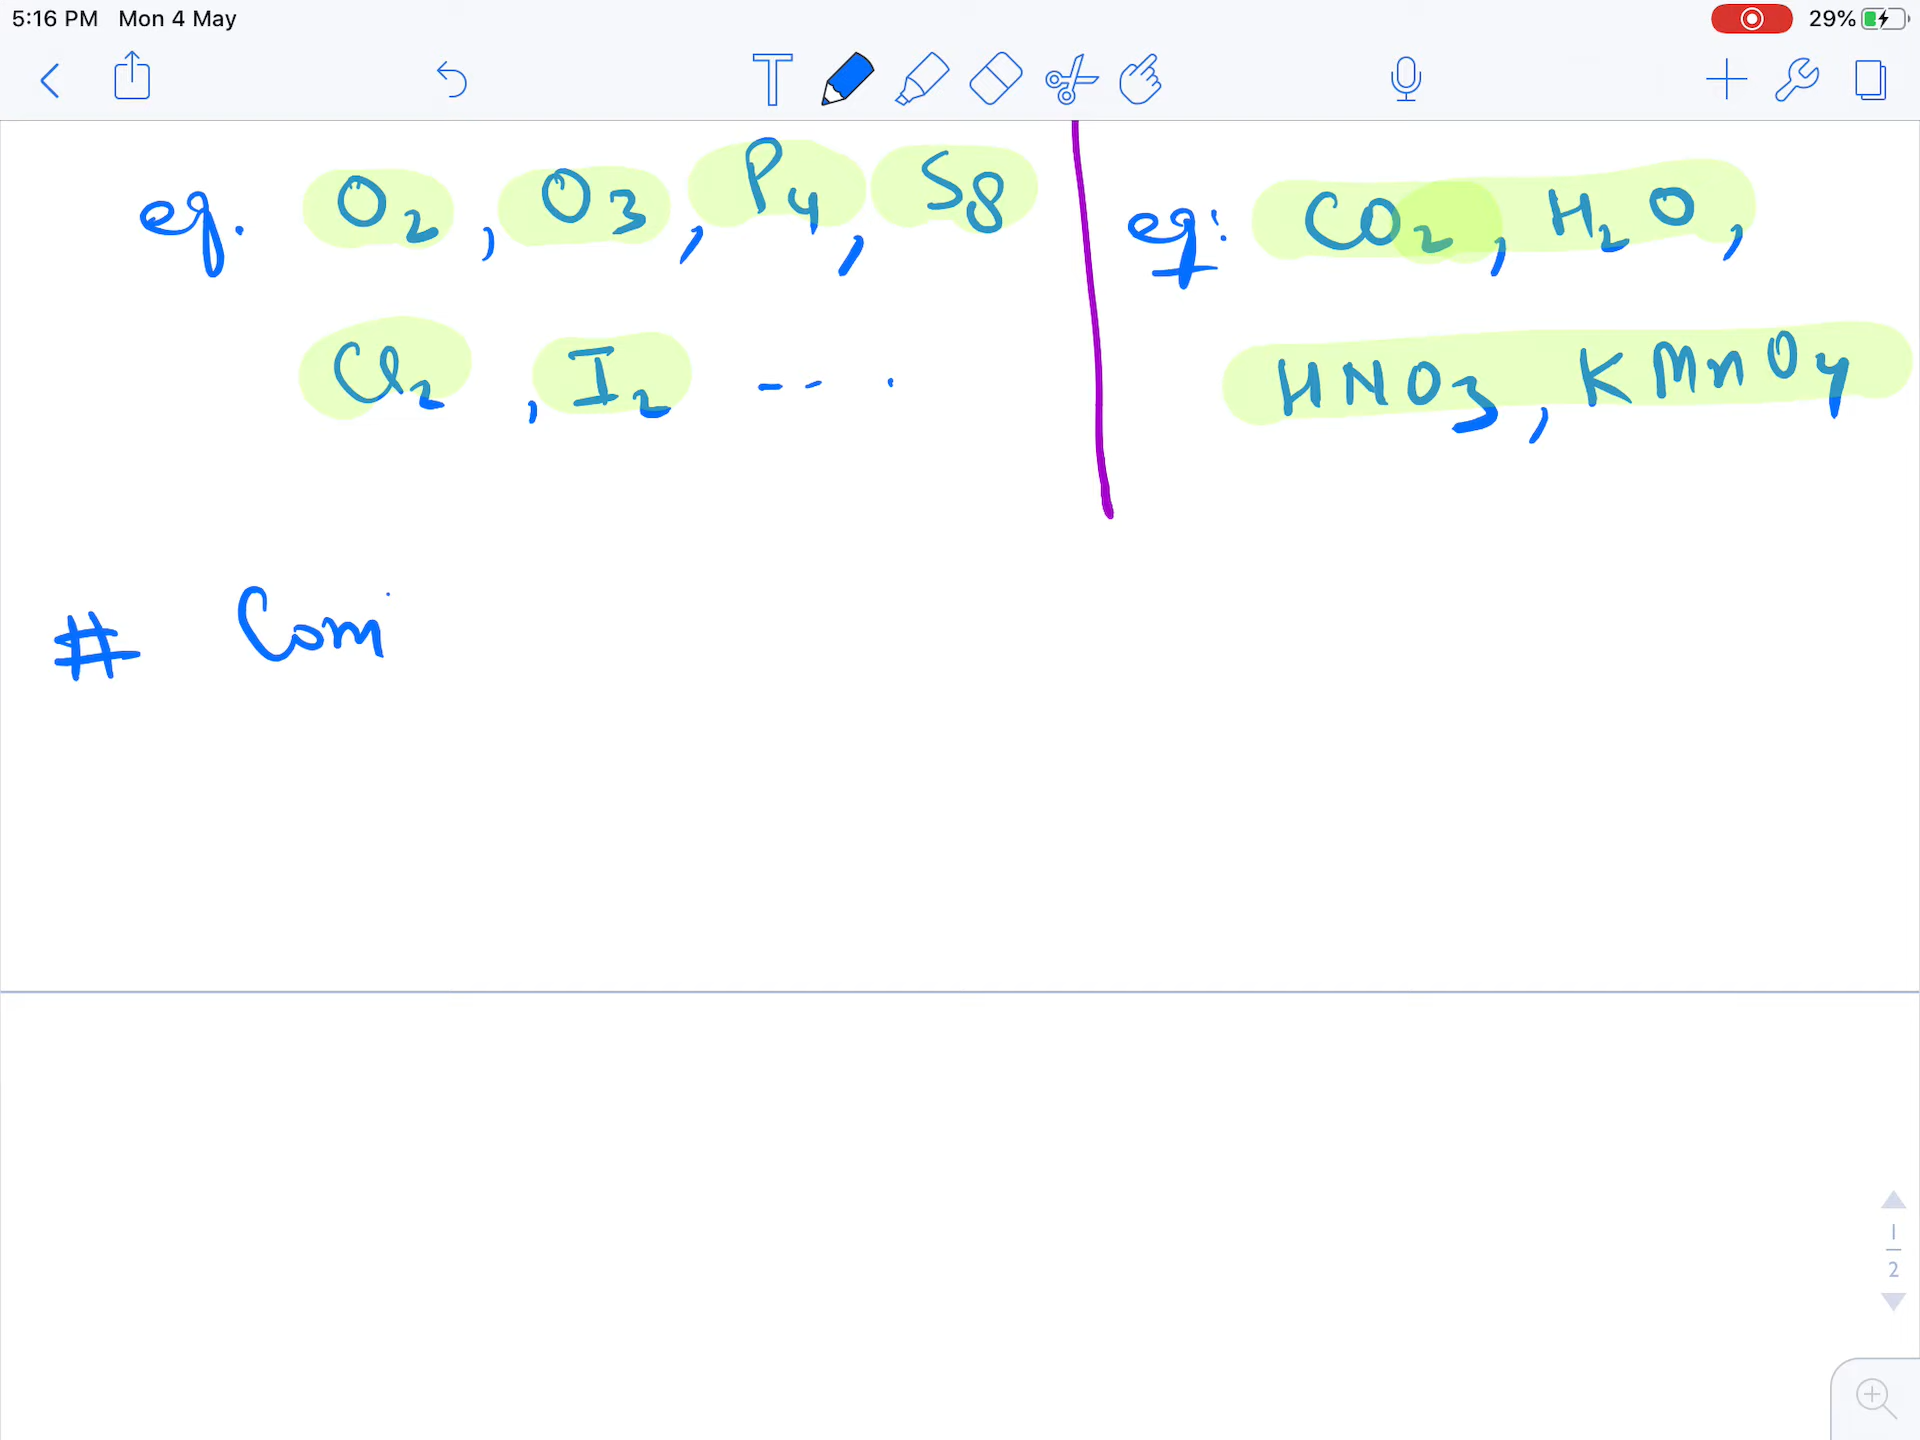 5:16 PM Mon 4 May 29%
T
eg. O2, O3, P4, S8
Cl2, I2 -- .
eg: CO2, H2O,
HNO3, KMnO4
# Com
1
2